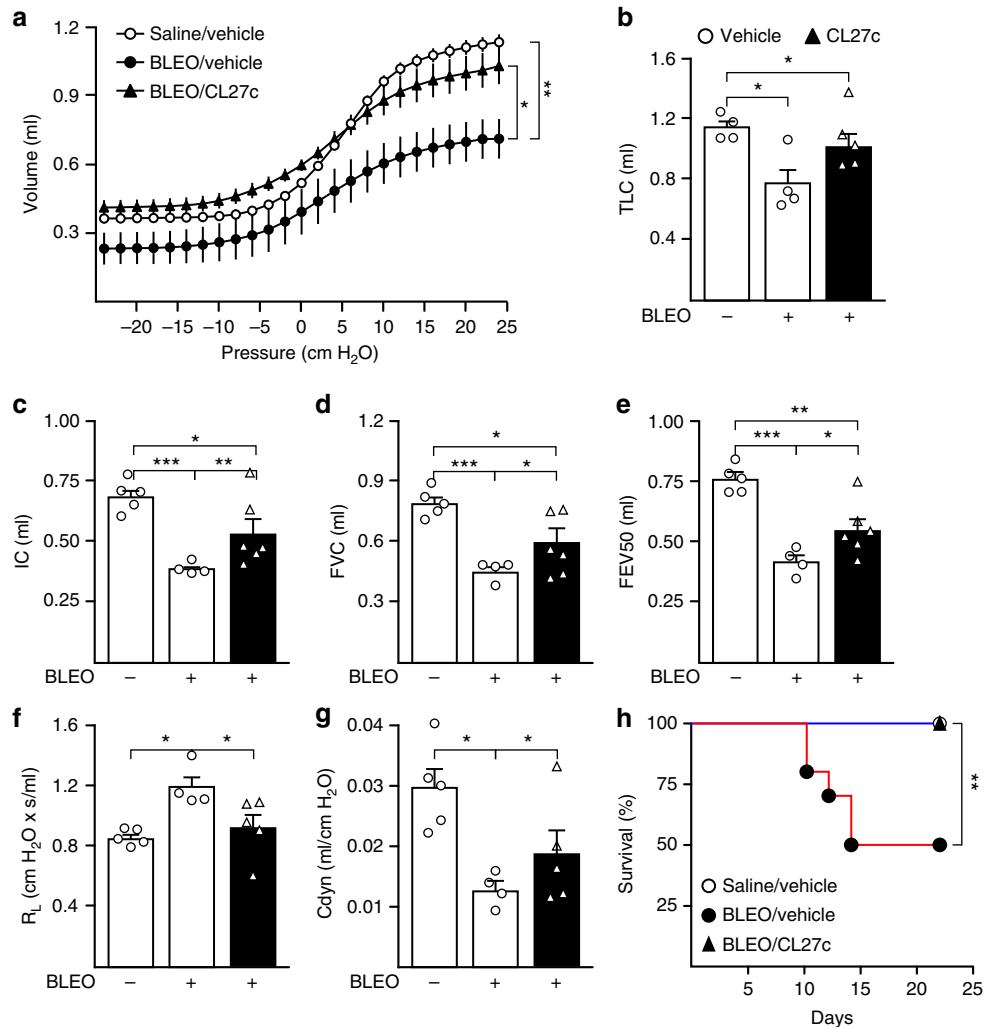 a
1.2
0.9
0.6
0.3
Volume (ml)
Saline/vehicle
BLEO/vehicle
BLEO/CL27c
*
**
–20 –15 –10 –5 0 5 10 15 20 25
Pressure (cm H₂O)
b
Vehicle CL27c
1.6
1.2
0.8
0.4
TLC (ml)
*
*
BLEO – + +
c
1.00
0.75
0.50
0.25
IC (ml)
*
*** **
BLEO – + +
d
1.2
0.9
0.6
0.3
FVC (ml)
*
*** *
BLEO – + +
e
1.00
0.75
0.50
0.25
FEV50 (ml)
**
*** *
BLEO – + +
f
1.6
1.2
0.8
0.4
R_L (cm H₂O x s/ml)
* *
BLEO – + +
g
0.04
0.03
0.02
0.01
Cdyn (ml/cm H₂O)
* *
BLEO – + +
h
100
75
50
25
Survival (%)
**
Saline/vehicle
BLEO/vehicle
BLEO/CL27c
5 10 15 20 25
Days